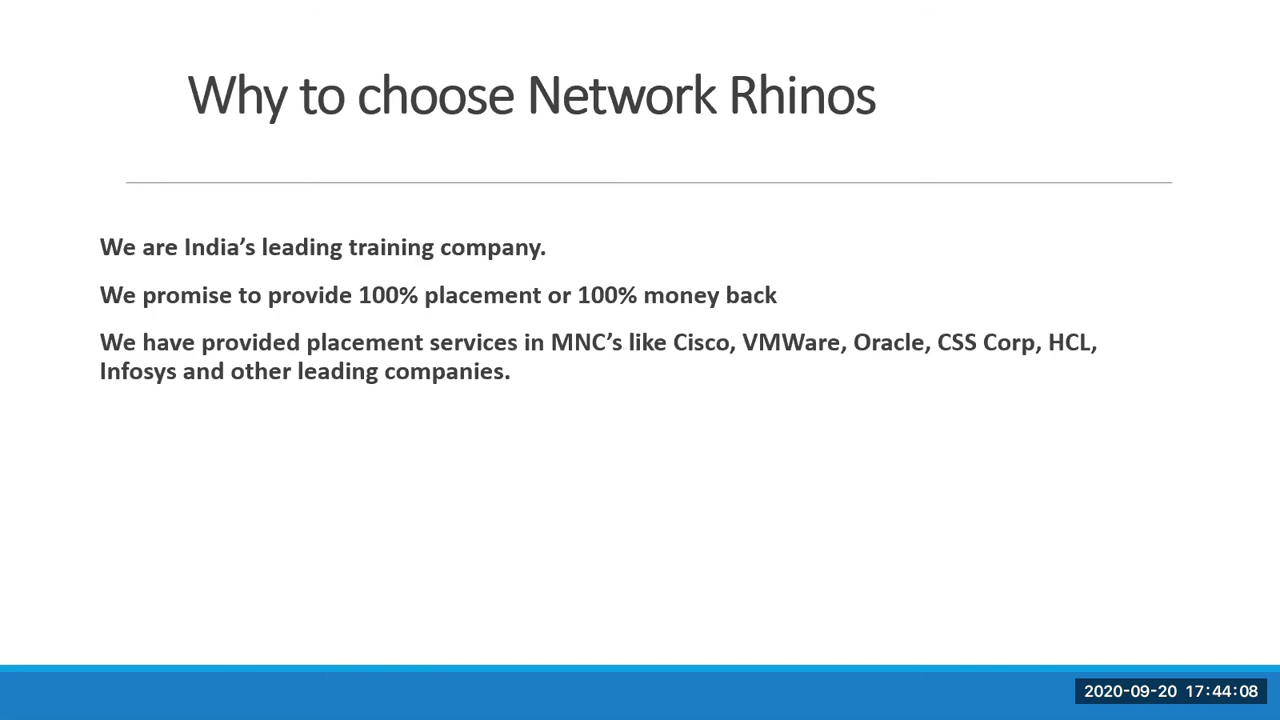 Why to choose Network Rhinos
We are India’s leading training company.
We promise to provide 100% placement or 100% money back
We have provided placement services in MNC’s like Cisco, VMWare, Oracle, CSS Corp, HCL,
Infosys and other leading companies.
2020-09-20 17:44:08